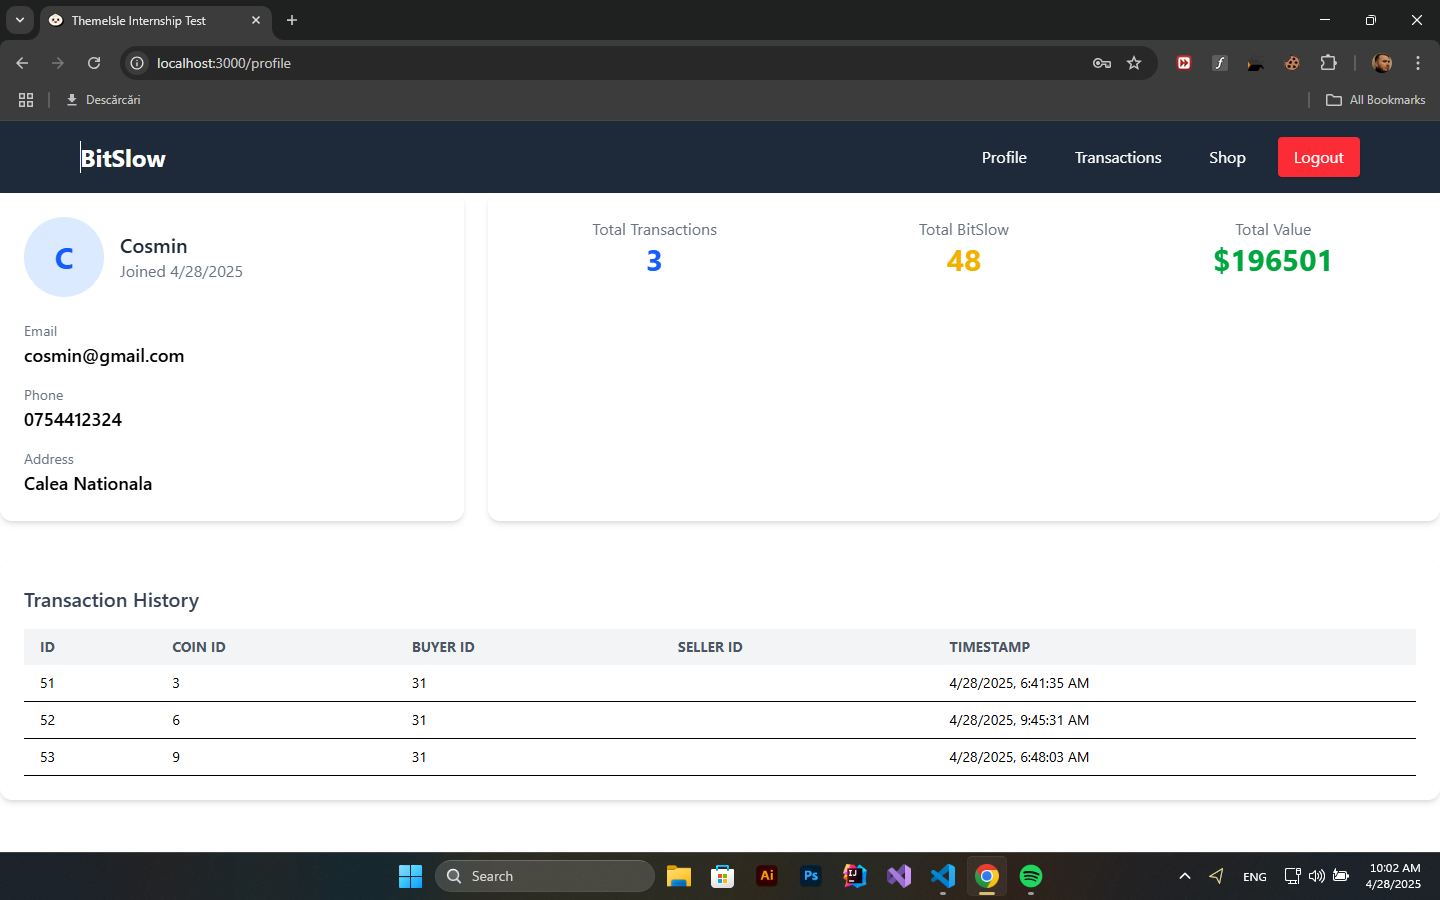 ThemeIsle Internship Test
localhost:3000/profile
Descărcări
All Bookmarks
BitSlow
Profile
Transactions
Shop
Logout
C
Cosmin
Joined 4/28/2025
Email
cosmin@gmail.com
Phone
0754412324
Address
Calea Nationala
Total Transactions
3
Total BitSlow
48
Total Value
$196501
Transaction History
ID COIN ID BUYER ID SELLER ID TIMESTAMP
51 3 31 4/28/2025, 6:41:35 AM
52 6 31 4/28/2025, 9:45:31 AM
53 9 31 4/28/2025, 6:48:03 AM
Search
Ai
Ps
IJ
ENG
10:02 AM
4/28/2025